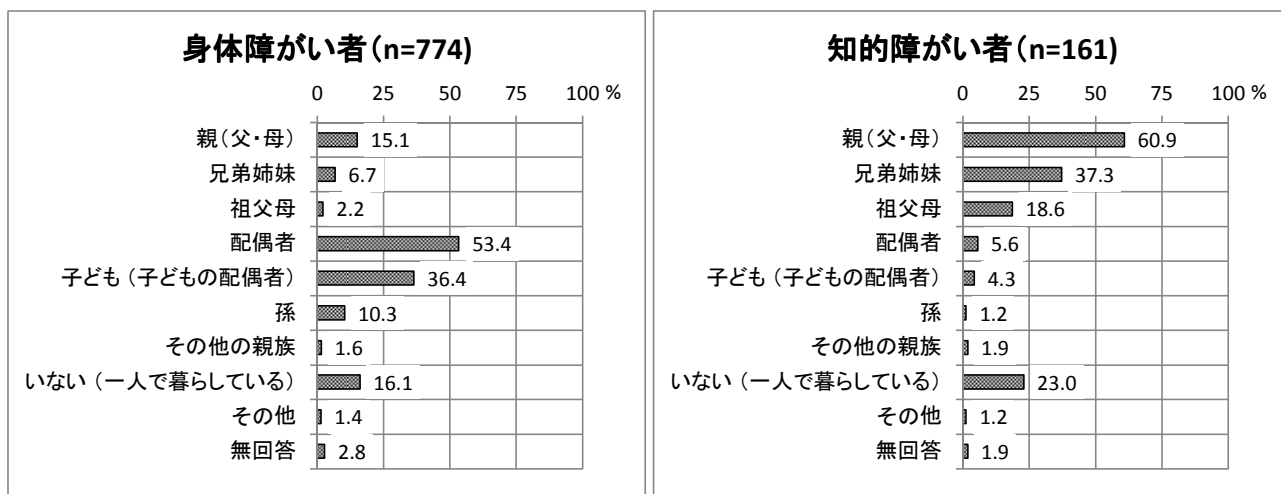 身体障がい者(n=774)
0 25 50 75 100 %
親(父・母) 15.1
兄弟姉妹 6.7
祖父母 2.2
配偶者 53.4
子ども (子どもの配偶者) 36.4
孫 10.3
その他の親族 1.6
いない (一人で暮らしている) 16.1
その他 1.4
無回答 2.8
知的障がい者(n=161)
0 25 50 75 100 %
親(父・母) 60.9
兄弟姉妹 37.3
祖父母 18.6
配偶者 5.6
子ども (子どもの配偶者) 4.3
孫 1.2
その他の親族 1.9
いない (一人で暮らしている) 23.0
その他 1.2
無回答 1.9